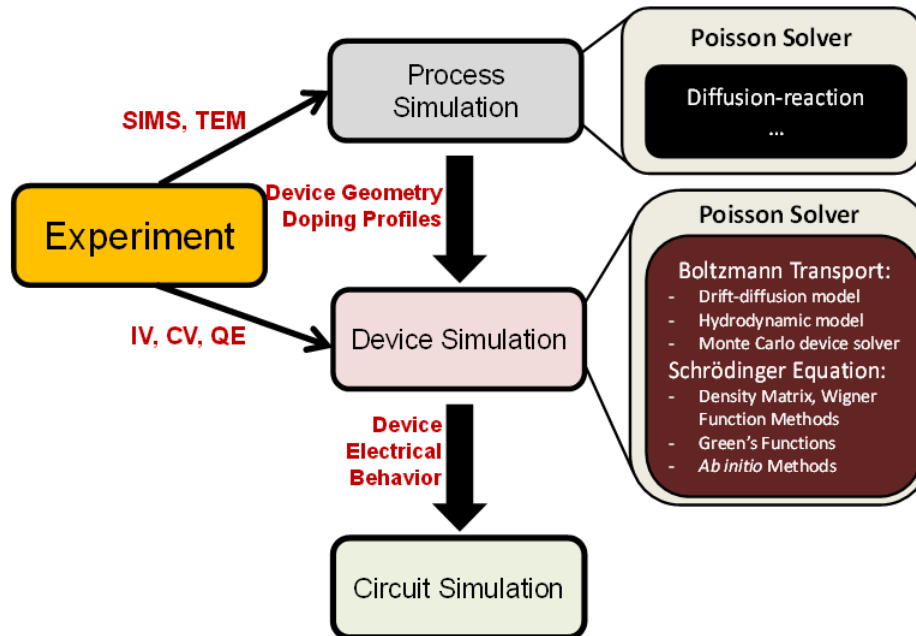 Process
Simulation
Poisson Solver
Diffusion-reaction
...
SIMS, TEM
Experiment
Device Geometry
Doping Profiles
IV, CV, QE
Device Simulation
Poisson Solver
Boltzmann Transport:
- Drift-diffusion model
- Hydrodynamic model
- Monte Carlo device solver
Schrödinger Equation:
- Density Matrix, Wigner
Function Methods
- Green's Functions
- Ab initio Methods
Device
Electrical
Behavior
Circuit Simulation